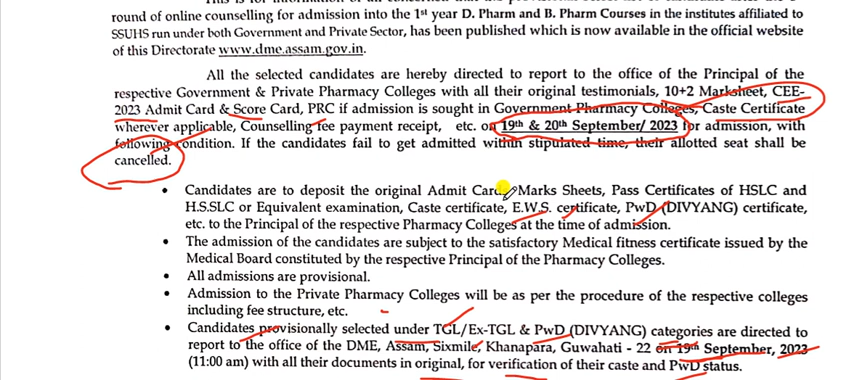 round of online counselling for admission into the 1st year D. Pharm and B. Pharm Courses in the institutes affiliated to
SSUHS run under both Government and Private Sector, has been published which is now available in the official website
of this Directorate www.dme.assam.gov.in.
All the selected candidates are hereby directed to report to the office of the Principal of the
respective Government & Private Pharmacy Colleges with all their original testimonials, 10+2 Marksheet, CEE-
2023 Admit Card & Score Card, PRC if admission is sought in Government Pharmacy Colleges, Caste Certificate
wherever applicable, Counselling fee payment receipt, etc. on 19th & 20th September/ 2023 for admission, with
following condition. If the candidates fail to get admitted within stipulated time, their allotted seat shall be
cancelled.
• Candidates are to deposit the original Admit Card, Marks Sheets, Pass Certificates of HSLC and
H.S.SLC or Equivalent examination, Caste certificate, E.W.S. certificate, PwD (DIVYANG) certificate,
etc. to the Principal of the respective Pharmacy Colleges at the time of admission.
• The admission of the candidates are subject to the satisfactory Medical fitness certificate issued by the
Medical Board constituted by the respective Principal of the Pharmacy Colleges.
• All admissions are provisional.
• Admission to the Private Pharmacy Colleges will be as per the procedure of the respective colleges
including fee structure, etc.
• Candidates provisionally selected under TGL/Ex-TGL & PwD (DIVYANG) categories are directed to
report to the office of the DME, Assam, Sixmile, Khanapara, Guwahati - 22 on 19th September, 2023
(11:00 am) with all their documents in original, for verification of their caste and PwD status.